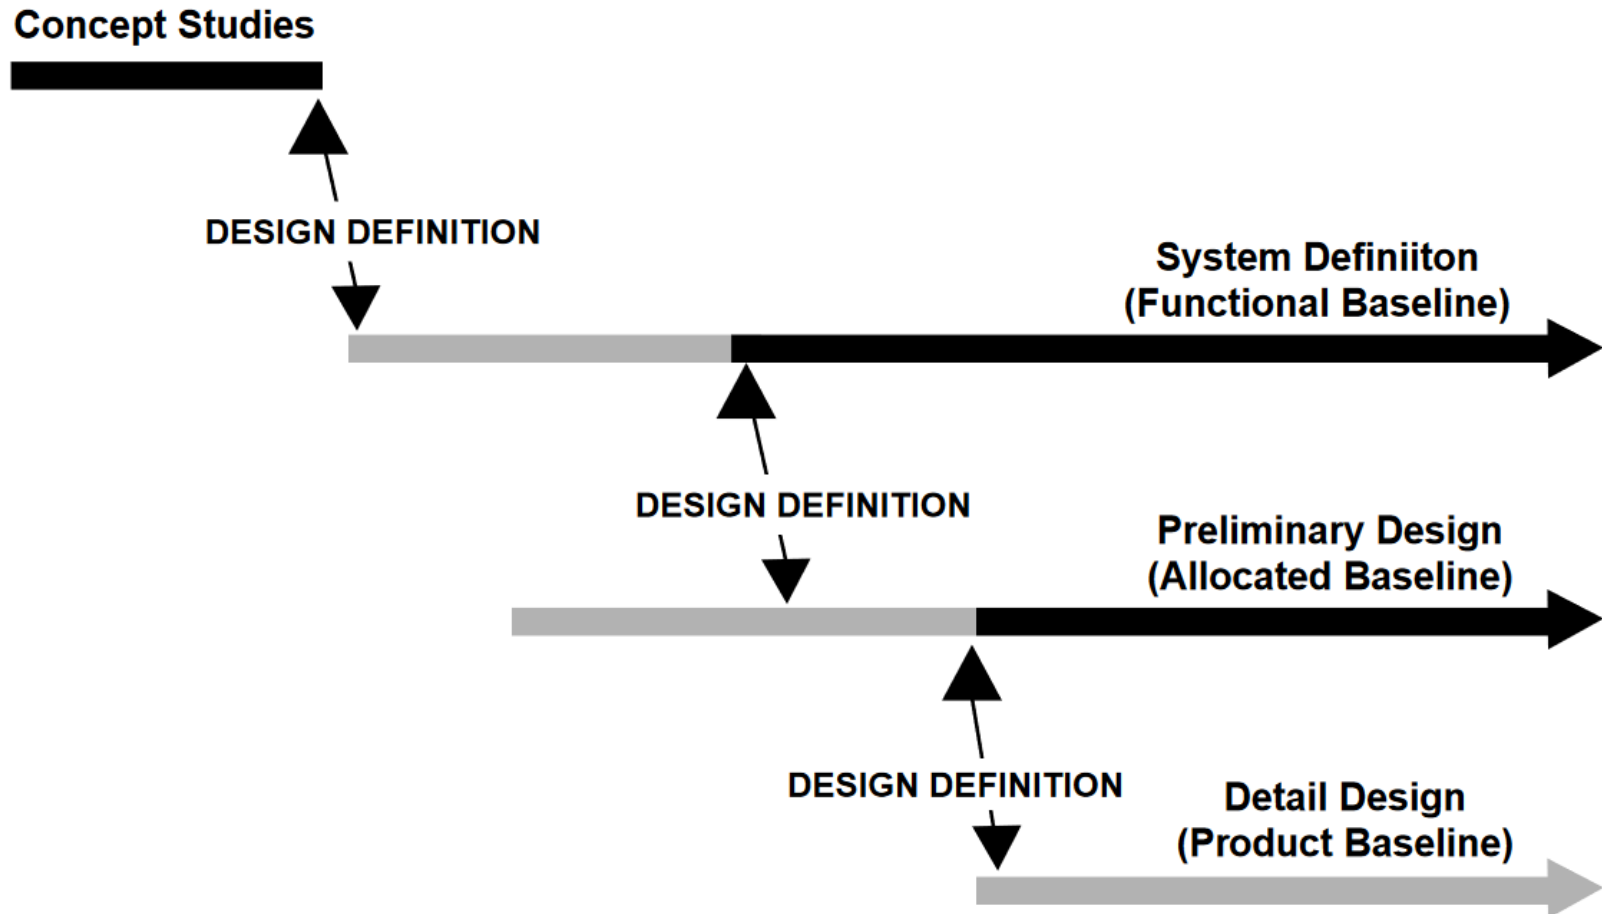 Concept Studies
DESIGN DEFINITION
System Definiiton
(Functional Baseline)
DESIGN DEFINITION
Preliminary Design
(Allocated Baseline)
DESIGN DEFINITION
Detail Design
(Product Baseline)